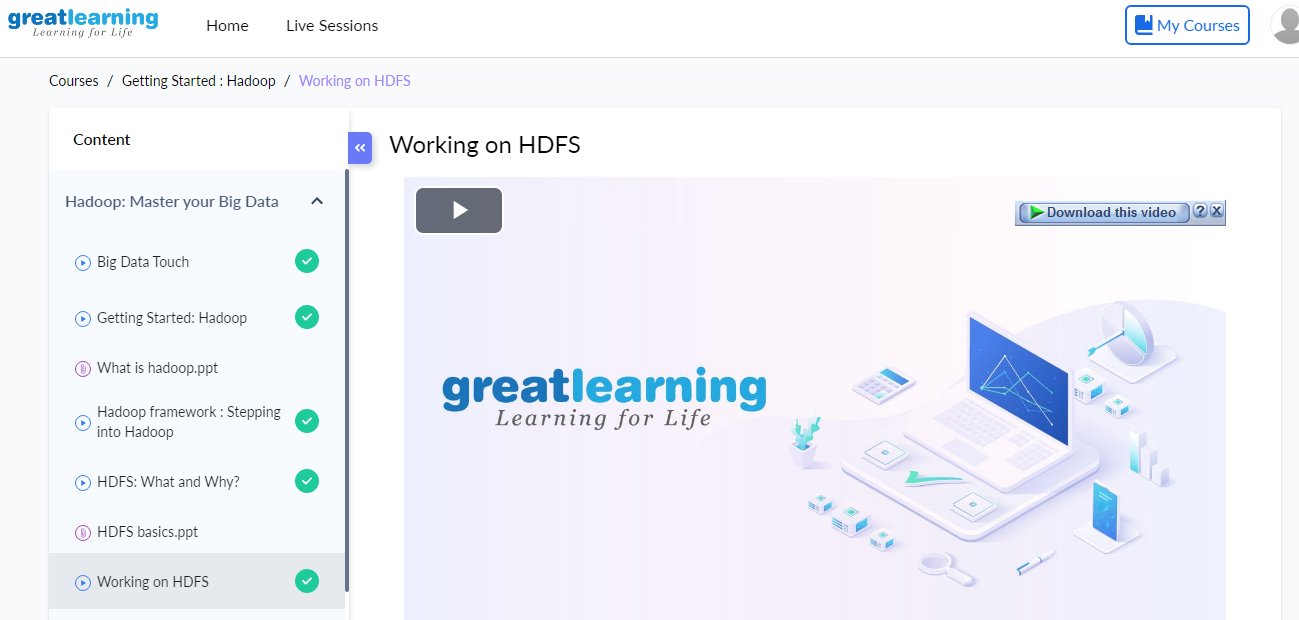 greatlearning
Learning for Life
Home
Live Sessions
My Courses
Courses / Getting Started : Hadoop / Working on HDFS
Content
Hadoop: Master your Big Data
Big Data Touch
Getting Started: Hadoop
What is hadoop.ppt
Hadoop framework : Stepping
into Hadoop
HDFS: What and Why?
HDFS basics.ppt
Working on HDFS
«
Working on HDFS
Download this video ? X
greatlearning
Learning for Life